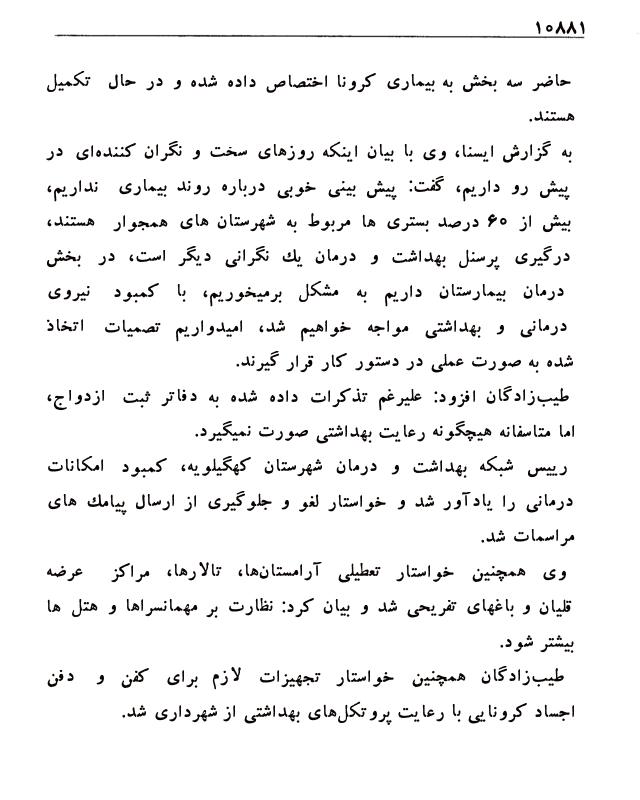 ۱۰۸۸۱
حاضر سه بخش به بیماری کرونا اختصاص داده شده و در حال تکمیل
هستند.
به گزارش ایسنا، وی با بیان اینکه روزهای سخت و نگران کننده‌ای در
پیش رو داریم، گفت: پیش بینی خوبی درباره روند بیماری نداریم،
بیش از ۶۰ درصد بستری ها مربوط به شهرستان های همجوار هستند،
درگیری پرسنل بهداشت و درمان یك نگرانی دیگر است، در بخش
درمان بیمارستان داریم به مشکل برمیخوریم، با کمبود نیروی
درمانی و بهداشتی مواجه خواهیم شد، امیدواریم تصمیات اتخاذ
شده به صورت عملی در دستور کار قرار گیرند.
طیب‌زادگان افزود: علیرغم تذکرات داده شده به دفاتر ثبت ازدواج،
اما متاسفانه هیچگونه رعایت بهداشتی صورت نمیگیرد.
رییس شبکه بهداشت و درمان شهرستان کهگیلویه، کمبود امکانات
درمانی را یادآور شد و خواستار لغو و جلوگیری از ارسال پیامك های
مراسمات شد.
وی همچنین خواستار تعطیلی آرامستان‌ها، تالارها، مراکز عرضه
قلیان و باغهای تفریحی شد و بیان کرد: نظارت بر مهمانسراها و هتل ها
بیشتر شود.
طیب‌زادگان همچنین خواستار تجهیزات لازم برای کفن و دفن
اجساد کرونایی با رعایت پروتکل‌های بهداشتی از شهرداری شد.